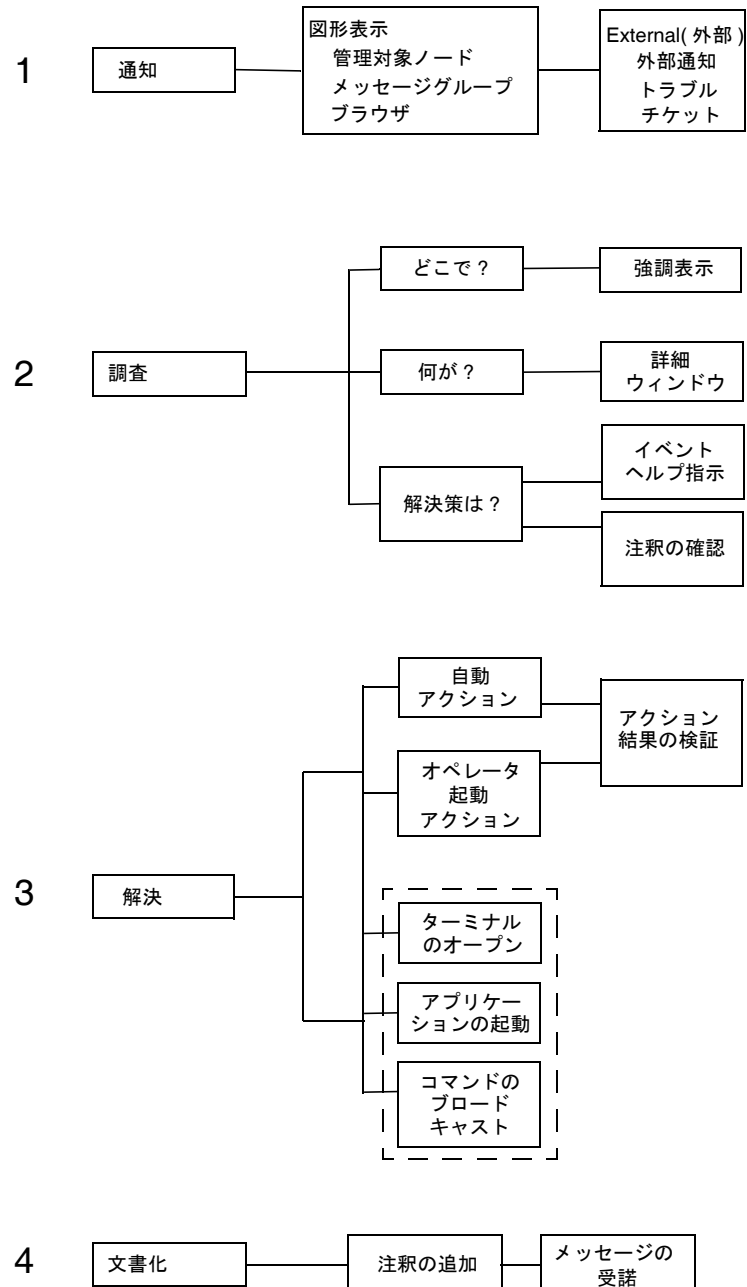 1
通知
図形表示
管理対象ノード
メッセージグループ
ブラウザ
External( 外部 )
外部通知
トラブル
チケット
2
調査
どこで ?
強調表示
何が ?
詳細
ウィンドウ
解決策は ?
イベント
ヘルプ指示
注釈の確認
3
解決
自動
アクション
オペレータ
起動
アクション
アクション
結果の検証
ターミナル
のオープン
アプリケー
ションの起動
コマンドの
ブロード
キャスト
4
文書化
注釈の追加
メッセージの
受諾